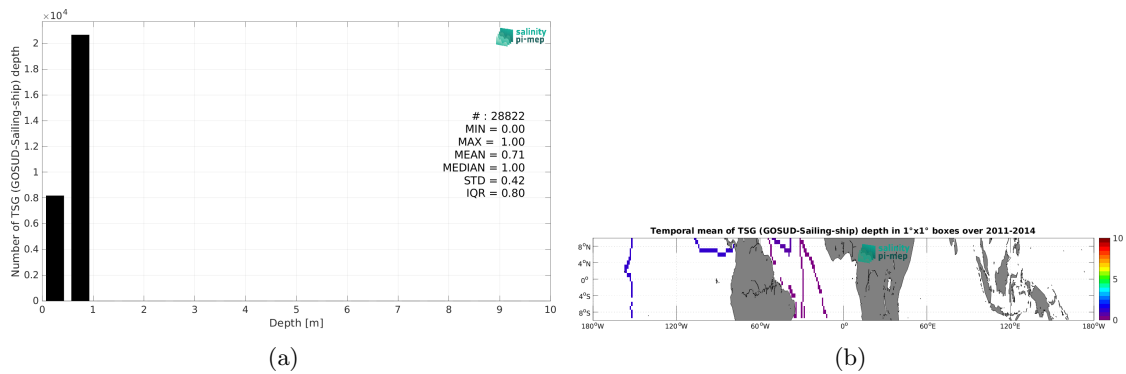 ×10⁴
2
1.8
1.6
1.4
1.2
1
0.8
0.6
0.4
0.2
0
Number of TSG (GOSUD-Sailing-ship) depth
salinity
pi-mep
# : 28822
MIN = 0.00
MAX = 1.00
MEAN = 0.71
MEDIAN = 1.00
STD = 0.42
IQR = 0.80
0 1 2 3 4 5 6 7 8 9 10
Depth [m]
(a)
Temporal mean of TSG (GOSUD-Sailing-ship) depth in 1°x1° boxes over 2011-2014
salinity
pi-mep
8°N
4°N
0°
4°S
8°S
180°W 120°W 60°W 0° 60°E 120°E 180°W
10
5
0
(b)